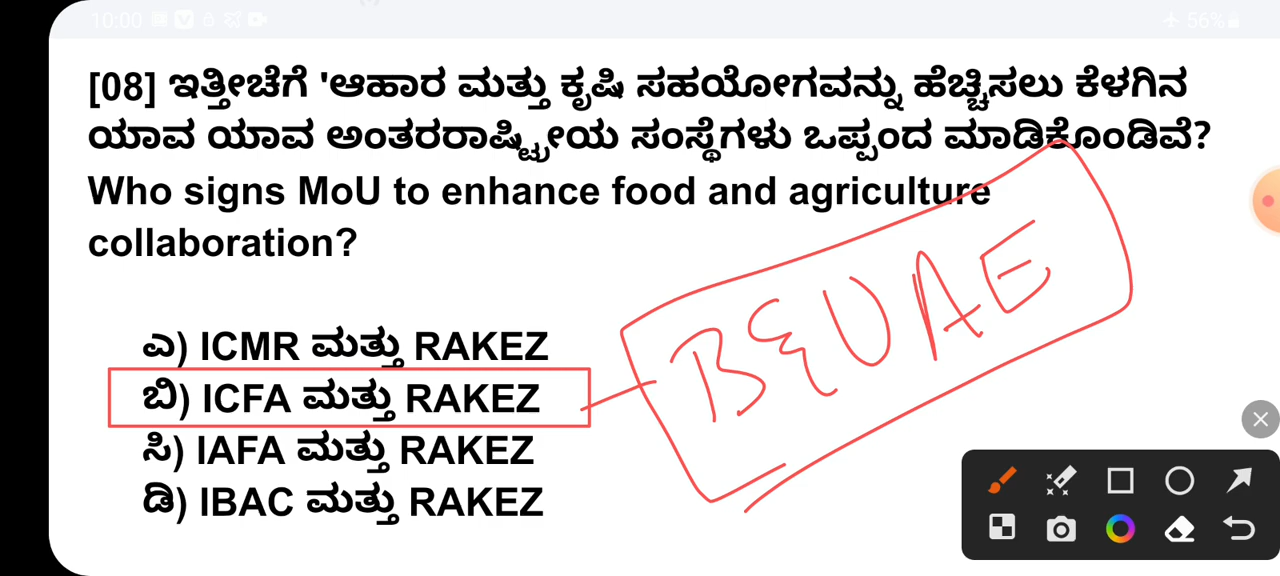 10:00
56%
[08] ಇತ್ತೀಚೆಗೆ 'ಆಹಾರ ಮತ್ತು ಕೃಷಿ ಸಹಯೋಗವನ್ನು ಹೆಚ್ಚಿಸಲು ಕೆಳಗಿನ
ಯಾವ ಯಾವ ಅಂತರರಾಷ್ಟ್ರೀಯ ಸಂಸ್ಥೆಗಳು ಒಪ್ಪಂದ ಮಾಡಿಕೊಂಡಿವೆ?
Who signs MoU to enhance food and agriculture
collaboration?
ಎ) ICMR ಮತ್ತು RAKEZ
ಬಿ) ICFA ಮತ್ತು RAKEZ
ಸಿ) IAFA ಮತ್ತು RAKEZ
ಡಿ) IBAC ಮತ್ತು RAKEZ